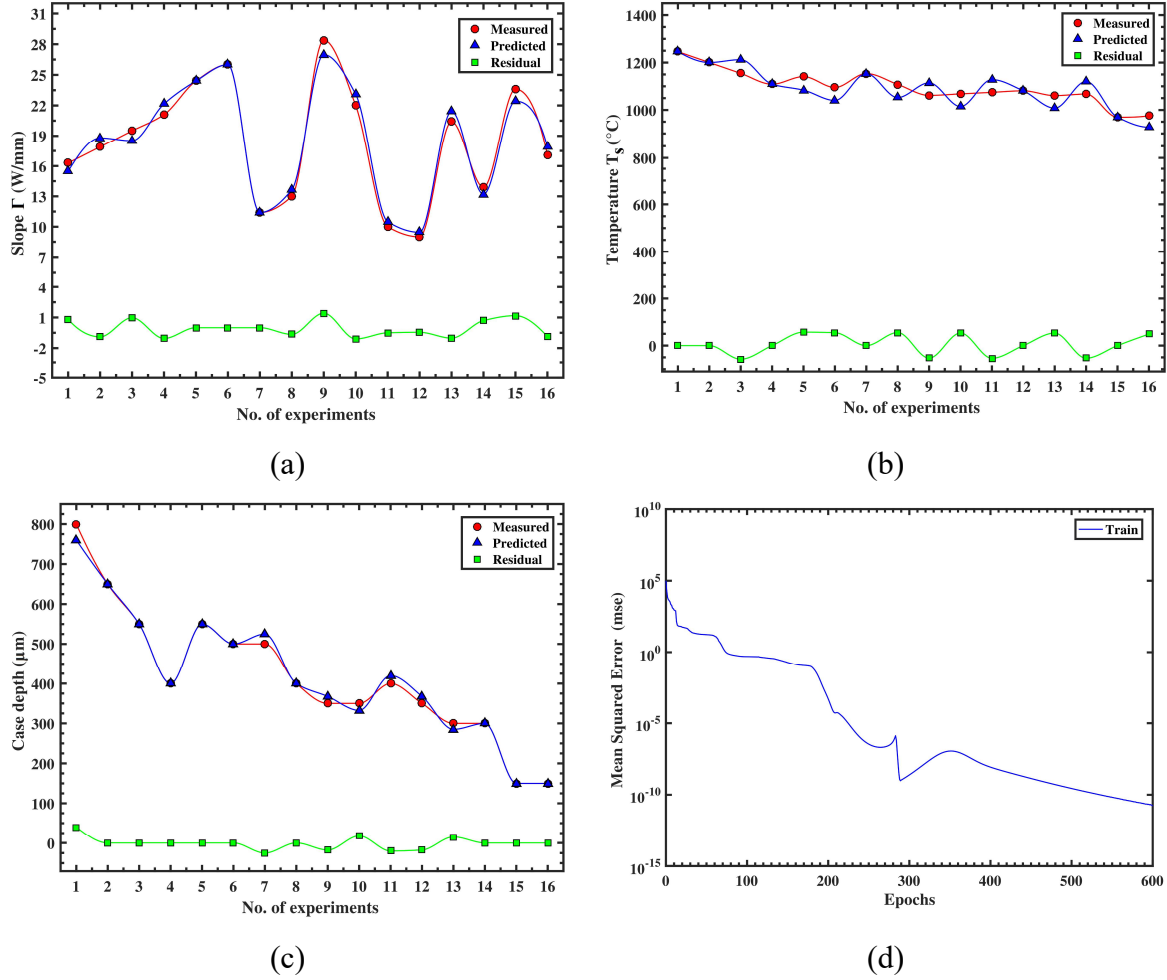 31
28
25
22
19
16
13
10
7
4
1
-2
-5
Slope Γ (W/mm)
Measured
Predicted
Residual
1 2 3 4 5 6 7 8 9 10 11 12 13 14 15 16
No. of experiments
(a)
1400
1200
1000
800
600
400
200
0
Temperature Ts (°C)
Measured
Predicted
Residual
1 2 3 4 5 6 7 8 9 10 11 12 13 14 15 16
No. of experiments
(b)
800
700
600
500
400
300
200
100
0
Case depth (μm)
Measured
Predicted
Residual
1 2 3 4 5 6 7 8 9 10 11 12 13 14 15 16
No. of experiments
(c)
10^10
10^5
10^0
10^-5
10^-10
10^-15
Mean Squared Error (mse)
Train
0 100 200 300 400 500 600
Epochs
(d)